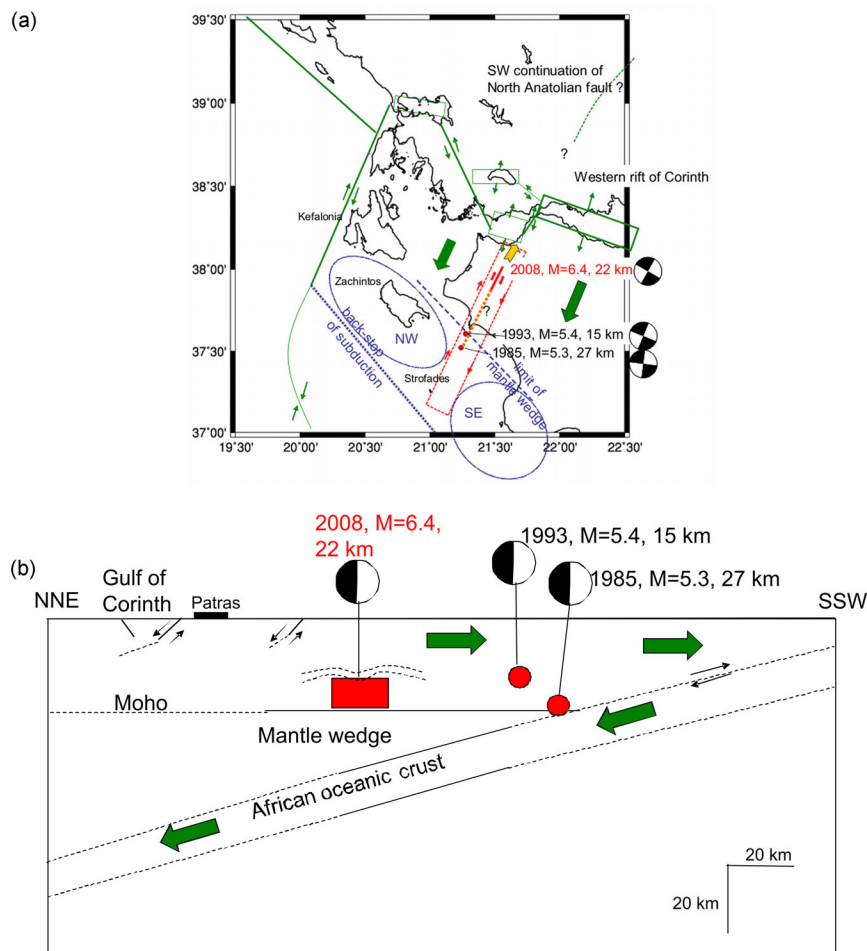 (a)
39°30'
39°00'
38°30'
38°00'
37°30'
37°00'
19°30'
20°00'
20°30'
21°00'
21°30'
22°00'
22°30'
SW continuation of
North Anatolian fault ?
?
Western rift of Corinth
Kefalonia
2008, M=6.4, 22 km
Zachintos
?
NW
1993, M=5.4, 15 km
1985, M=5.3, 27 km
back-stop
of subduction
limit of
mantle wedge
Strofades
SE
(b)
2008, M=6.4,
22 km
1993, M=5.4, 15 km
1985, M=5.3, 27 km
Gulf of
Corinth
NNE
Patras
SSW
Moho
Mantle wedge
African oceanic crust
20 km
20 km